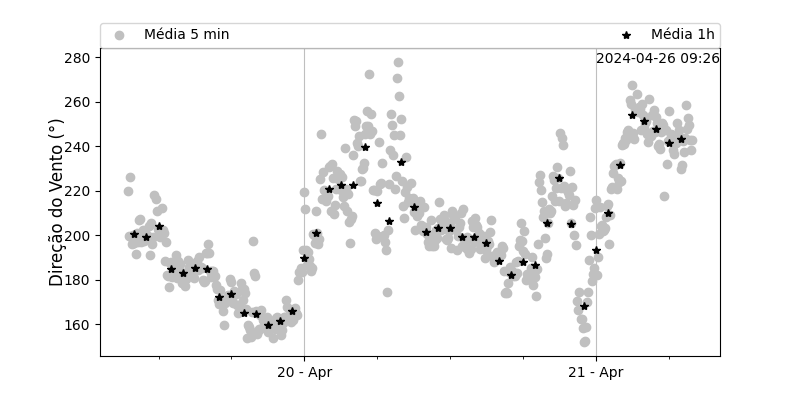 Média 5 min
Média 1h
2024-04-26 09:26
Direção do Vento (°)
280
260
240
220
200
180
160
20 - Apr
21 - Apr